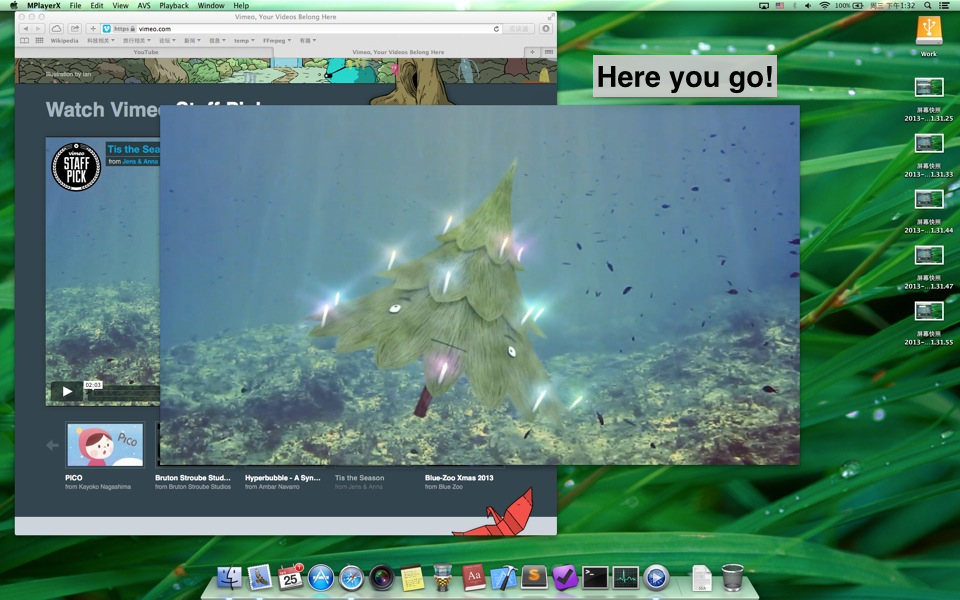 MPlayerX File Edit View AVS Playback Window Help
100% 周三 下午1:32
Vimeo, Your Videos Belong Here
https vimeo.com
Wikipedia 科技相关 旅行相关 论坛 新闻 信息 temp FFmpeg 有趣
YouTube
Vimeo, Your Videos Belong Here
Illustration by Ian
Here you go!
Work
屏幕快照
2013-...1.31.25
屏幕快照
2013-...1.31.33
屏幕快照
2013-...1.31.44
屏幕快照
2013-...1.31.47
屏幕快照
2013-...1.31.55
Watch Vimeo Staff Pick
vimeo
STAFF
PICK
Tis the Sea
from Jens & Anna
02:03
Pico
PICO
from Kayoko Nagashima
Bruton Stroube Stud...
from Bruton Stroube Studios
Hyperbubble - A Syn...
from Ambar Navarro
Tis the Season
from Jens & Anna
Blue-Zoo Xmas 2013
from Blue Zoo
25
1
Aa
S